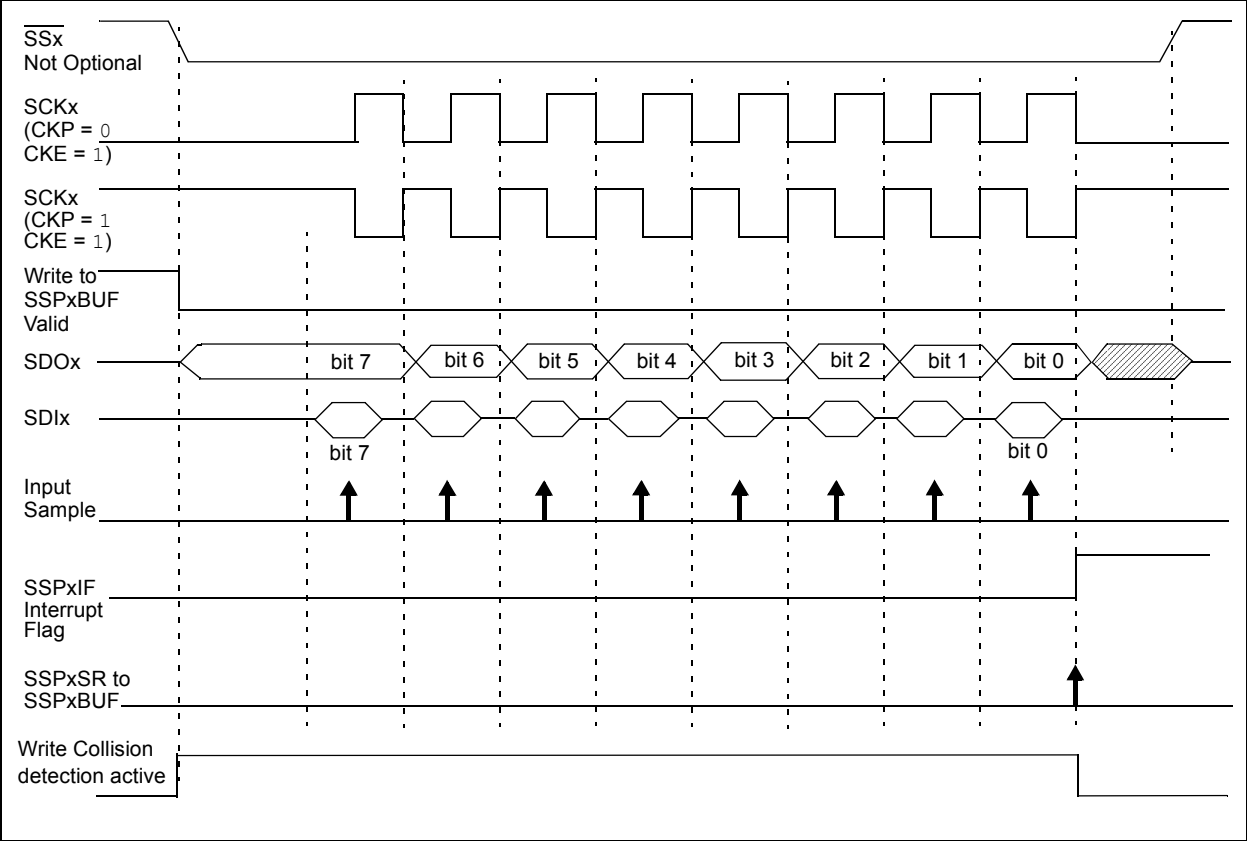 SSx
Not Optional
SCKx
(CKP = 0
CKE = 1)
SCKx
(CKP = 1
CKE = 1)
Write to
SSPxBUF
Valid
SDOx
bit 7
bit 6
bit 5
bit 4
bit 3
bit 2
bit 1
bit 0
SDIx
bit 7
bit 0
Input
Sample
SSPxIF
Interrupt
Flag
SSPxSR to
SSPxBUF
Write Collision
detection active